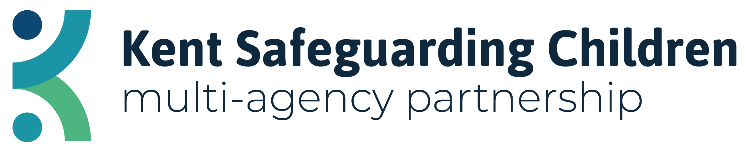 Kent Safeguarding Children
multi-agency partnership